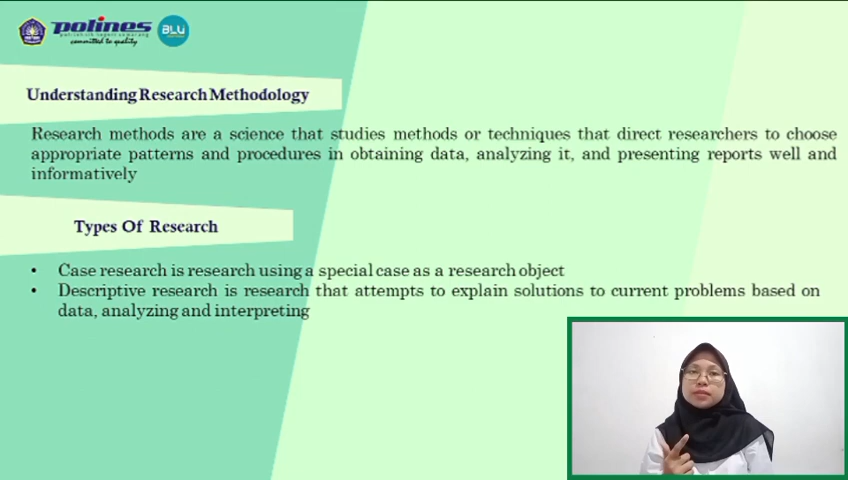 polines
politeknik negeri semarang
committed to quality
BLU
Understanding Research Methodology
Research methods are a science that studies methods or techniques that direct researchers to choose
appropriate patterns and procedures in obtaining data, analyzing it, and presenting reports well and
informatively
Types Of Research
• Case research is research using a special case as a research object
• Descriptive research is research that attempts to explain solutions to current problems based on
data, analyzing and interpreting